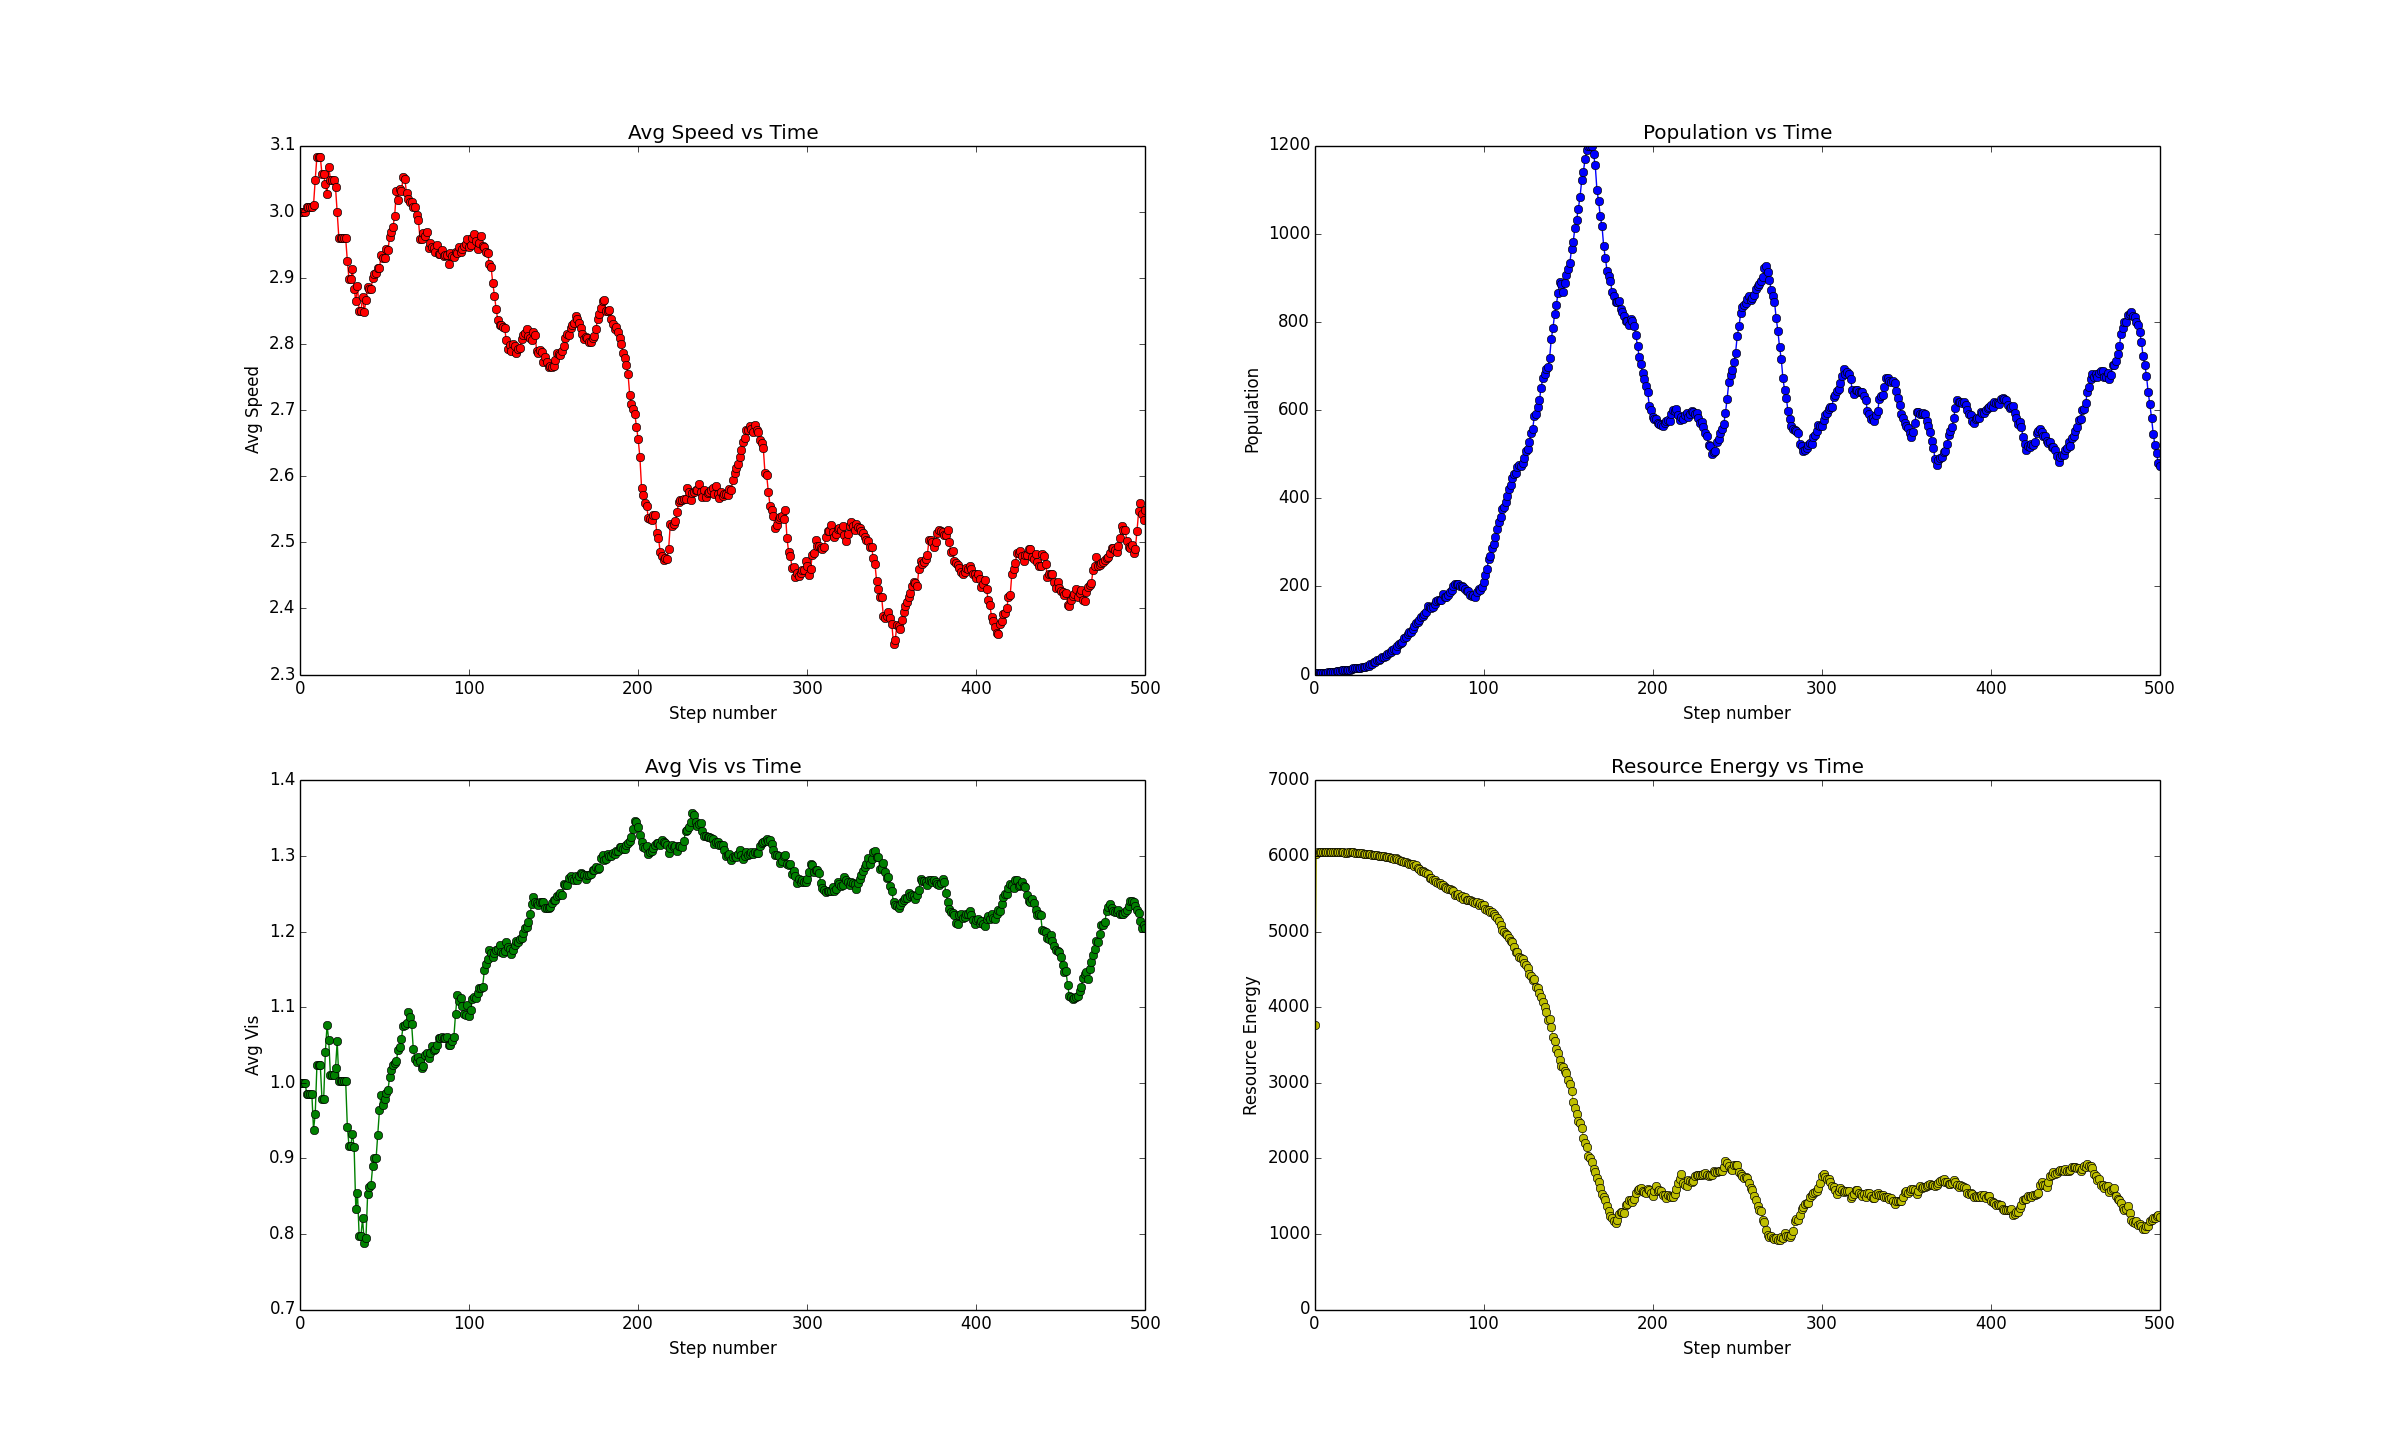 Avg Speed vs Time
3.1
3.0
2.9
2.8
2.7
2.6
2.5
2.4
2.3
Avg Speed
0 100 200 300 400 500
Step number
Population vs Time
1200
1000
800
600
400
200
0
Population
0 100 200 300 400 500
Step number
Avg Vis vs Time
1.4
1.3
1.2
1.1
1.0
0.9
0.8
0.7
Avg Vis
0 100 200 300 400 500
Step number
Resource Energy vs Time
7000
6000
5000
4000
3000
2000
1000
0
Resource Energy
0 100 200 300 400 500
Step number